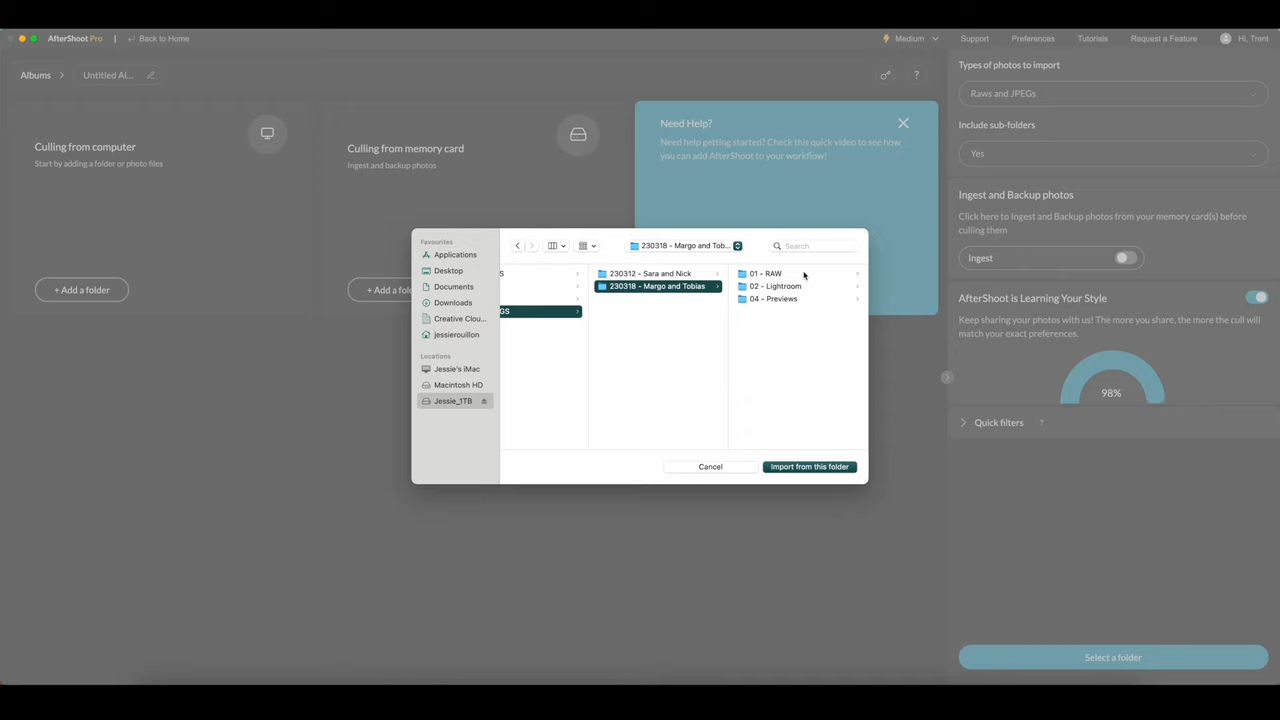 AfterShoot Pro
Back to Home
Medium
Support
Preferences
Tutorials
Request a Feature
Hi, Trent
Albums
Untitled Al...
?
Culling from computer
Start by adding a folder or photo files
+ Add a folder
Culling from memory card
Ingest and backup photos
+ Add a fol
Need Help?
Need help getting started? Check this quick video to see how
you can add AfterShoot to your workflow!
Favourites
Applications
Desktop
Documents
Downloads
Creative Clou...
jessierouillon
Locations
Jessie's iMac
Macintosh HD
Jessie_1TB
230318 - Margo and Tob...
Search
S
GS
230312 - Sara and Nick
230318 - Margo and Tobias
01 - RAW
02 - Lightroom
04 - Previews
Cancel
Import from this folder
Types of photos to import
Raws and JPEGs
Include sub-folders
Yes
Ingest and Backup photos
Click here to Ingest and Backup photos from your memory card(s) before
culling them
Ingest
AfterShoot is Learning Your Style
Keep sharing your photos with us! The more you share, the more the cull will
match your exact preferences.
98%
Quick filters
?
Select a folder